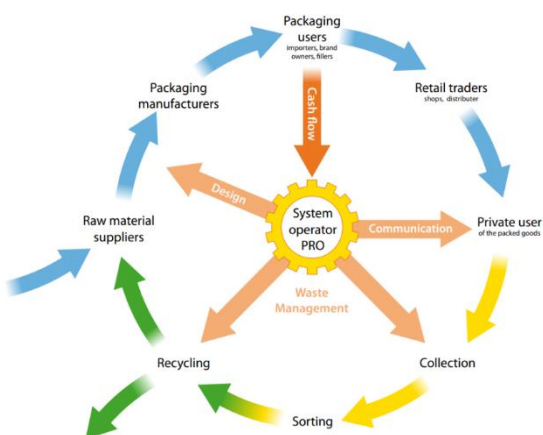 Packaging
users
importers, brand
owners, fillers
Packaging
manufacturers
Retail traders
shops, distributer
Cash flow
Design
Raw material
suppliers
System
operator
PRO
Communication
Private user
of the packed goods
Waste
Management
Recycling
Collection
Sorting